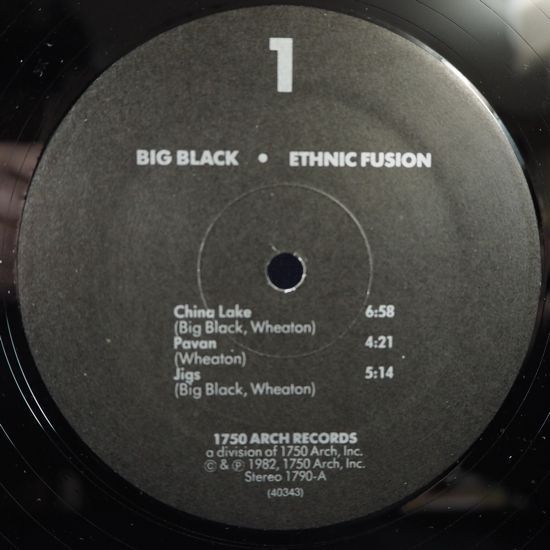 1
BIG BLACK • ETHNIC FUSION
China Lake 6:58
(Big Black, Wheaton)
Pavan 4:21
(Wheaton)
Jigs 5:14
(Big Black, Wheaton)
1750 ARCH RECORDS
a division of 1750 Arch, Inc.
© & ℗ 1982, 1750 Arch, Inc.
Stereo 1790-A
(40343)